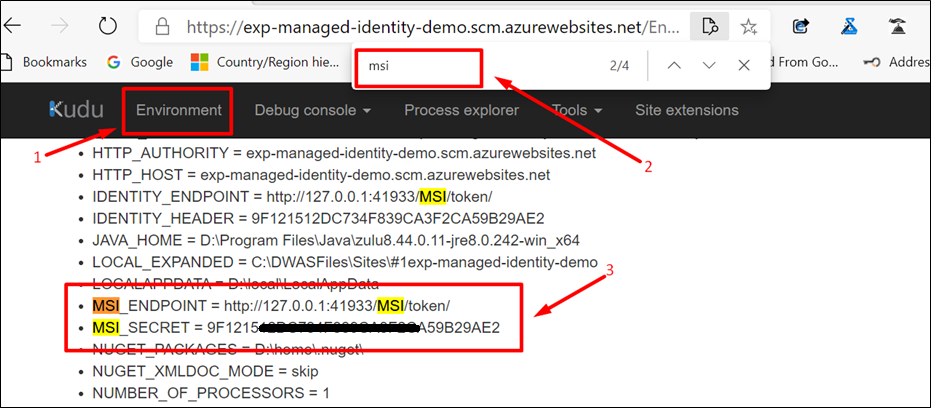 https://exp-managed-identity-demo.scm.azurewebsites.net/En...
Bookmarks Google Country/Region hie... d From Go... Address
msi 2/4
Kudu Environment Debug console Process explorer Tools Site extensions
1
2
HTTP_AUTHORITY = exp-managed-identity-demo.scm.azurewebsites.net
HTTP_HOST = exp-managed-identity-demo.scm.azurewebsites.net
IDENTITY_ENDPOINT = http://127.0.0.1:41933/MSI/token/
IDENTITY_HEADER = 9F121512DC734F839CA3F2CA59B29AE2
JAVA_HOME = D:\Program Files\Java\zulu8.44.0.11-jre8.0.242-win_x64
LOCAL_EXPANDED = C:\DWASFiles\Sites\#1exp-managed-identity-demo
3
LOCALAPPDATA = D:\local\LocalAppData
MSI_ENDPOINT = http://127.0.0.1:41933/MSI/token/
MSI_SECRET = 9F1215 A59B29AE2
NUGET_PACKAGES = D:\home\.nuget\
NUGET_XMLDOC_MODE = skip
NUMBER_OF_PROCESSORS = 1